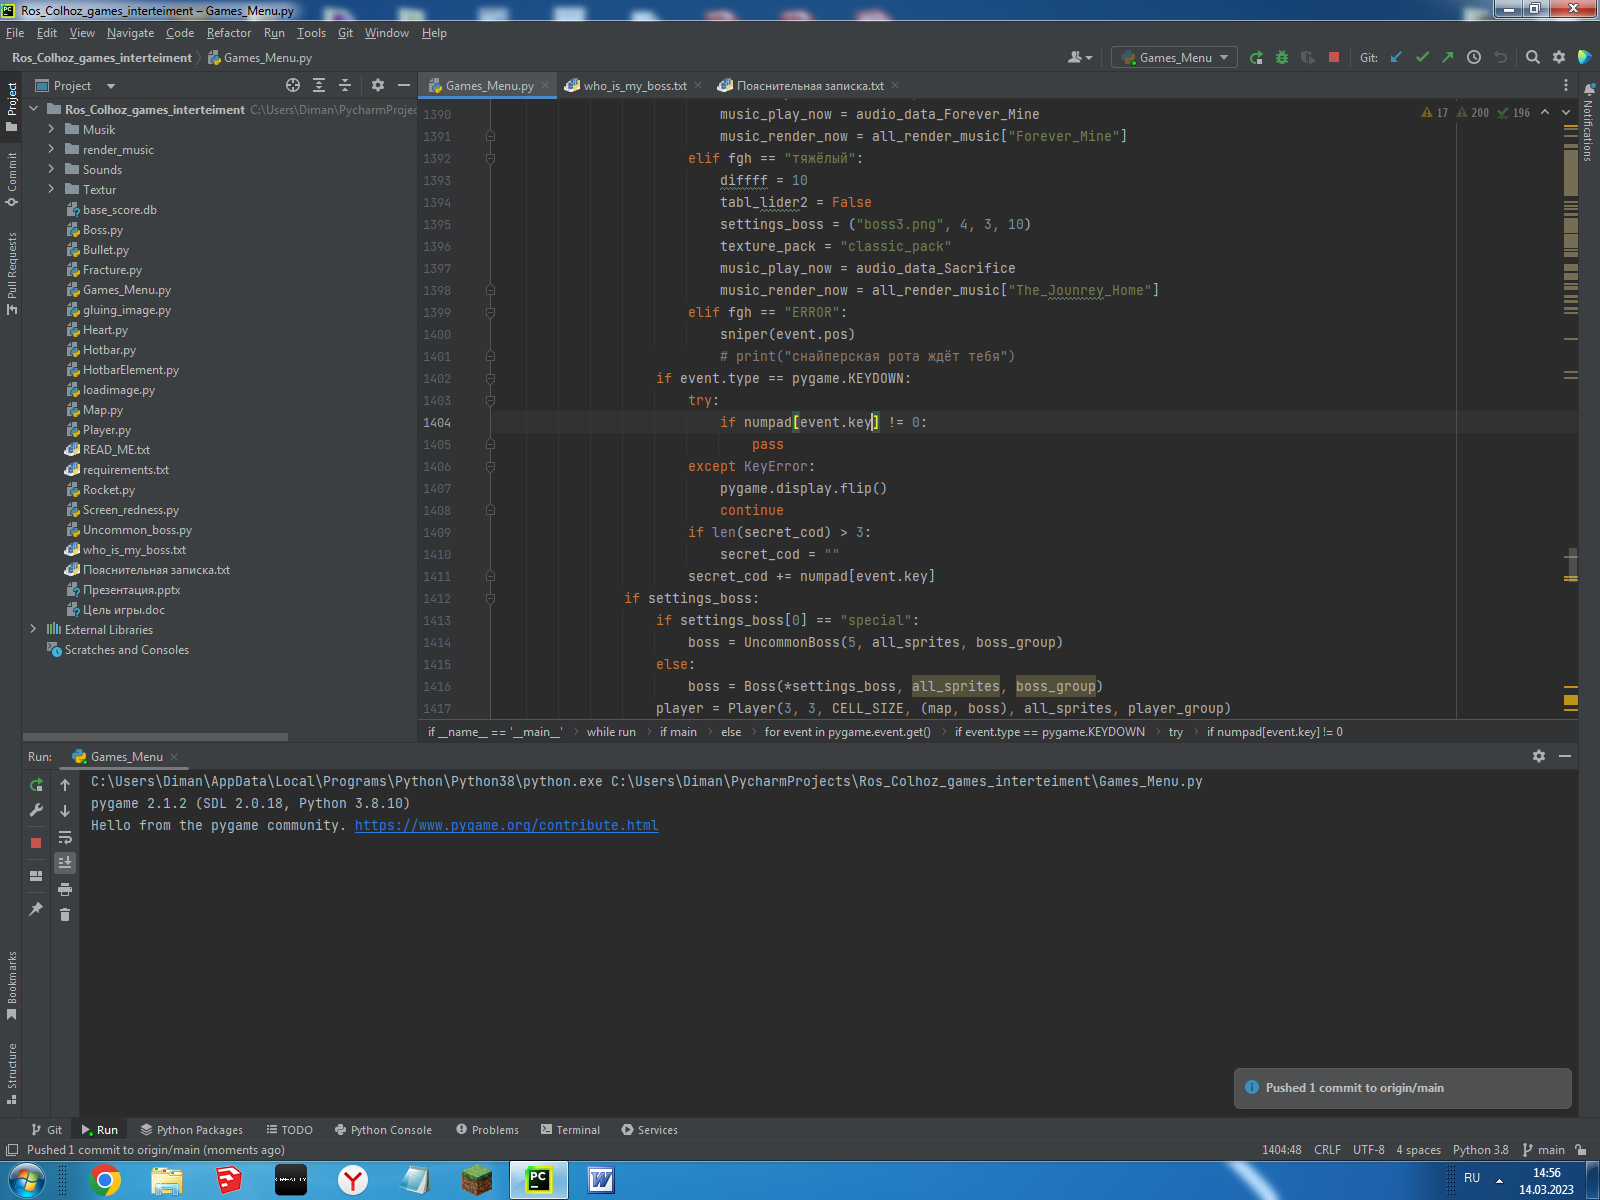 Ros_Colhoz_games_interteiment – Games_Menu.py
File Edit View Navigate Code Refactor Run Tools Git Window Help
Ros_Colhoz_games_interteiment Games_Menu.py Games_Menu Git:
Project
Games_Menu.py who_is_my_boss.txt Пояснительная записка.txt
Project
Commit
Pull Requests
Bookmarks
Structure
Notifications
Ros_Colhoz_games_interteiment C:\Users\Diman\PycharmProjec
Musik
render_music
Sounds
Textur
base_score.db
Boss.py
Bullet.py
Fracture.py
Games_Menu.py
gluing_image.py
Heart.py
Hotbar.py
HotbarElement.py
loadimage.py
Map.py
Player.py
READ_ME.txt
requirements.txt
Rocket.py
Screen_redness.py
Uncommon_boss.py
who_is_my_boss.txt
Пояснительная записка.txt
Презентация.pptx
Цель игры.doc
External Libraries
Scratches and Consoles
17 200 196
1390 music_play_now = audio_data_Forever_Mine
1391 music_render_now = all_render_music["Forever_Mine"]
1392 elif fgh == "тяжёлый":
1393 diffff = 10
1394 tabl_lider2 = False
1395 settings_boss = ("boss3.png", 4, 3, 10)
1396 texture_pack = "classic_pack"
1397 music_play_now = audio_data_Sacrifice
1398 music_render_now = all_render_music["The_Jounrey_Home"]
1399 elif fgh == "ERROR":
1400 sniper(event.pos)
1401 # print("снайперская рота ждёт тебя")
1402 if event.type == pygame.KEYDOWN:
1403 try:
1404 if numpad[event.key] != 0:
1405 pass
1406 except KeyError:
1407 pygame.display.flip()
1408 continue
1409 if len(secret_cod) > 3:
1410 secret_cod = ""
1411 secret_cod += numpad[event.key]
1412 if settings_boss:
1413 if settings_boss[0] == "special":
1414 boss = UncommonBoss(5, all_sprites, boss_group)
1415 else:
1416 boss = Boss(*settings_boss, all_sprites, boss_group)
1417 player = Player(3, 3, CELL_SIZE, (map, boss), all_sprites, player_group)
if __name__ == '__main__' › while run › if main › else › for event in pygame.event.get() › if event.type == pygame.KEYDOWN › try › if numpad[event.key] != 0
Run: Games_Menu
C:\Users\Diman\AppData\Local\Programs\Python\Python38\python.exe C:\Users\Diman\PycharmProjects\Ros_Colhoz_games_interteiment\Games_Menu.py
pygame 2.1.2 (SDL 2.0.18, Python 3.8.10)
Hello from the pygame community. https://www.pygame.org/contribute.html
Pushed 1 commit to origin/main
Git Run Python Packages TODO Python Console Problems Terminal Services
Pushed 1 commit to origin/main (moments ago) 1404:48 CRLF UTF-8 4 spaces Python 3.8 main
RU 14:56
14.03.2023